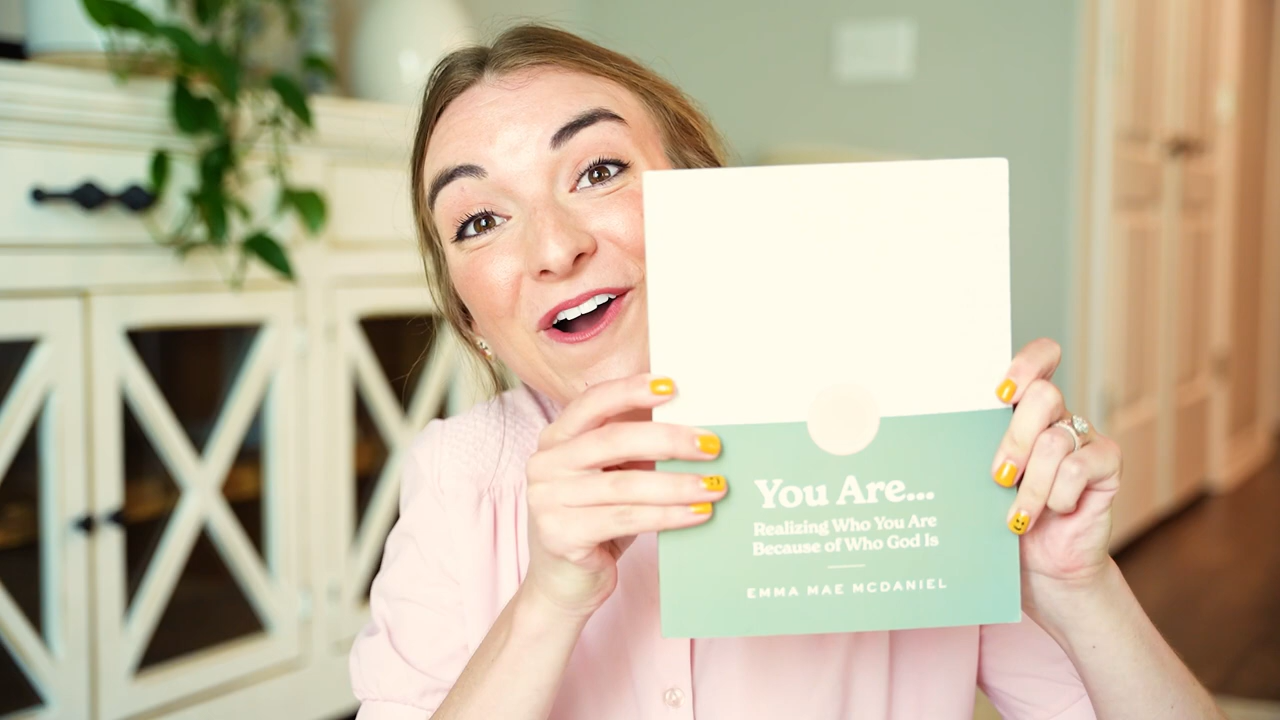 You Are...
Realizing Who You Are
Because of Who God Is
EMMA MAE MCDANIEL